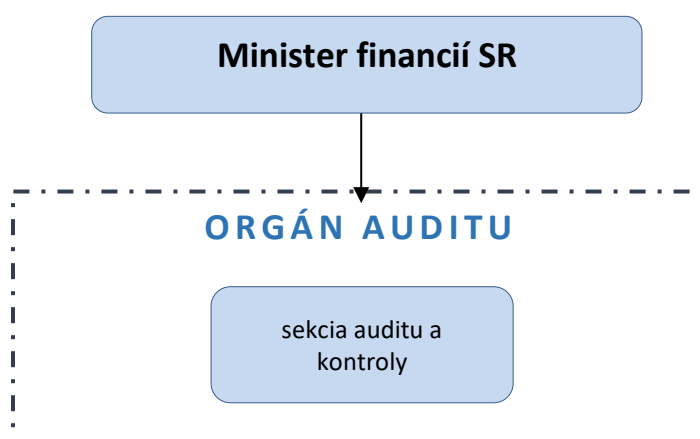 Minister financií SR
ORGÁN AUDITU
sekcia auditu a
kontroly